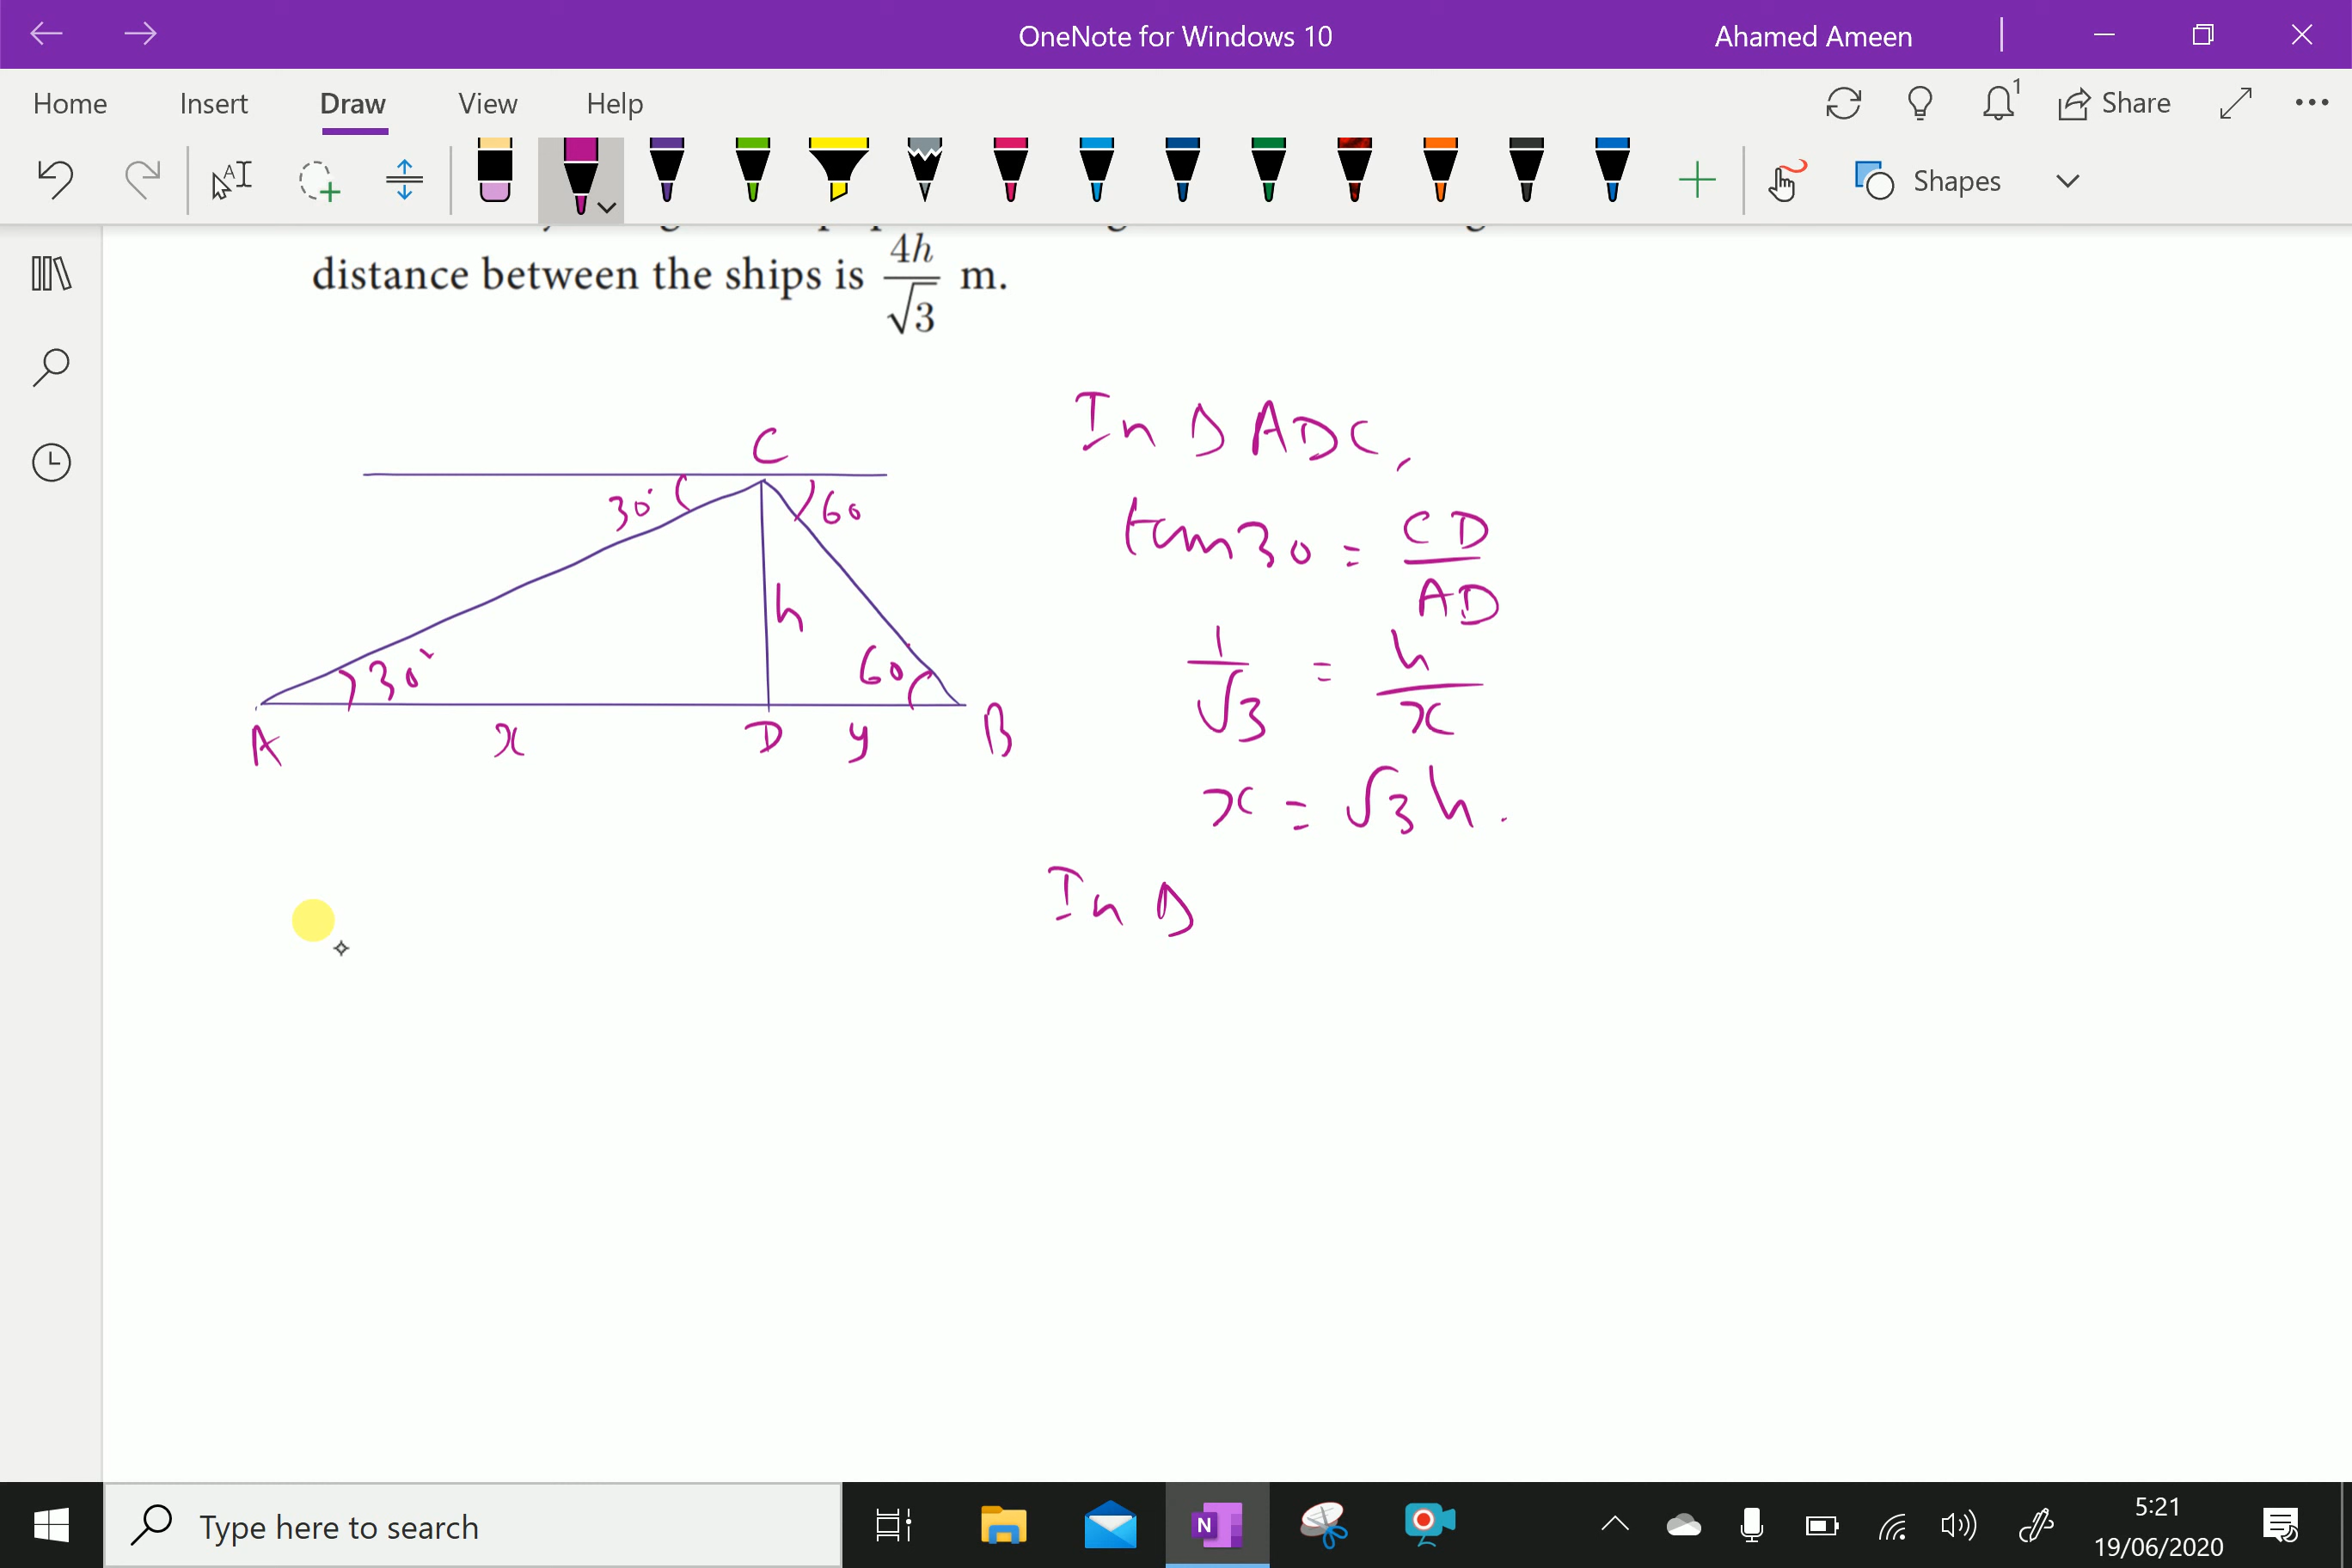 OneNote for Windows 10
Ahamed Ameen
Home Insert Draw View Help
1 Share
Shapes
distance between the ships is 4h/√3 m.
C
30° 60
h
30° 60
A x D y B
In Δ ADC,
tan30 = CD/AD
1/√3 = h/x
x = √3 h.
In Δ
Type here to search
N
5:21
19/06/2020